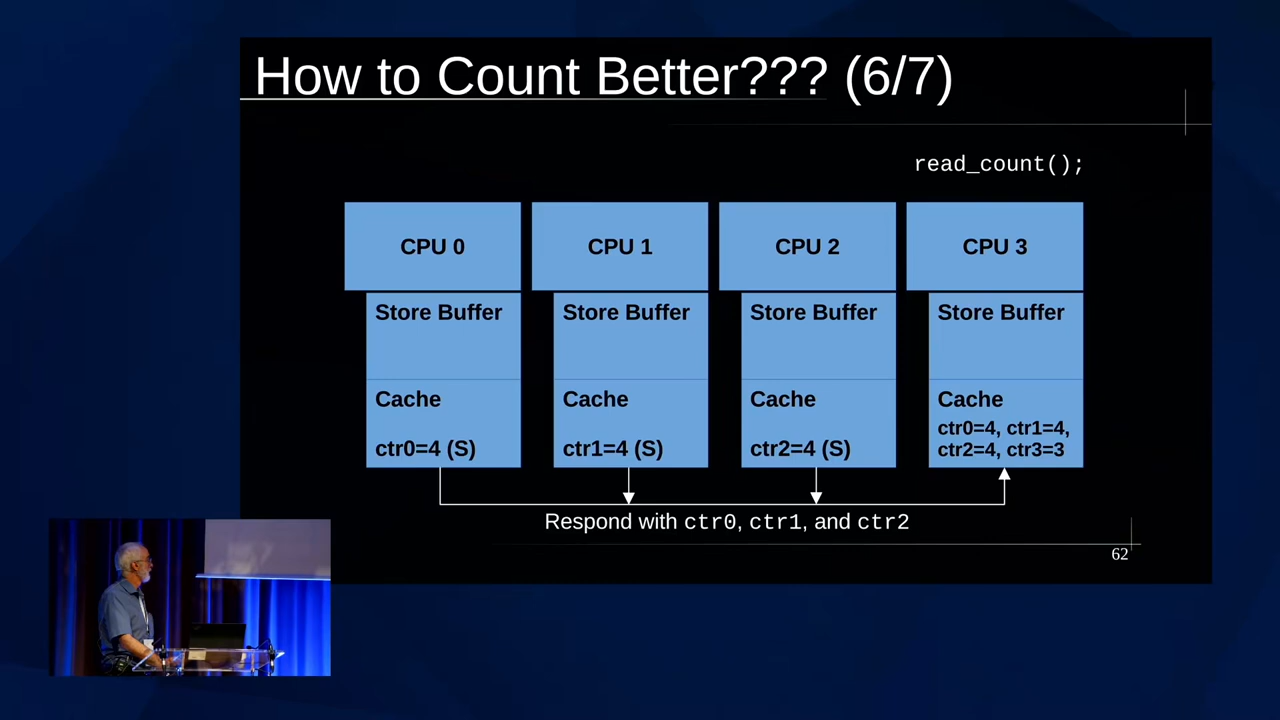 How to Count Better??? (6/7)
read_count();
CPU 0
CPU 1
CPU 2
CPU 3
Store Buffer
Store Buffer
Store Buffer
Store Buffer
Cache
Cache
Cache
Cache
ctr0=4 (S)
ctr1=4 (S)
ctr2=4 (S)
ctr0=4, ctr1=4,
ctr2=4, ctr3=3
Respond with ctr0, ctr1, and ctr2
62